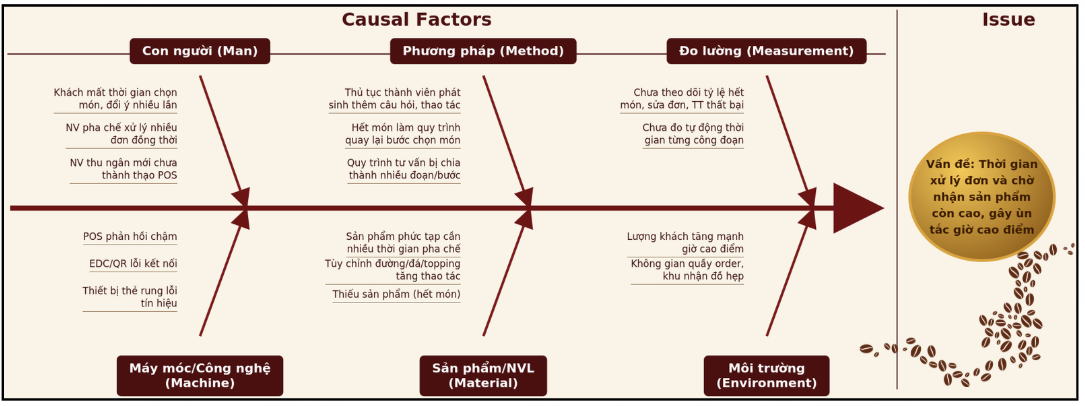 Causal Factors
Issue
Con người (Man)
Phương pháp (Method)
Đo lường (Measurement)
Khách mất thời gian chọn
món, đổi ý nhiều lần
NV pha chế xử lý nhiều
đơn đồng thời
NV thu ngân mới chưa
thành thạo POS
Thủ tục thành viên phát
sinh thêm câu hỏi, thao tác
Hết món làm quy trình
quay lại bước chọn món
Quy trình tư vấn bị chia
thành nhiều đoạn/bước
Chưa theo dõi tỷ lệ hết
món, sửa đơn, TT thất bại
Chưa đo tự động thời
gian từng công đoạn
Vấn đề: Thời gian
xử lý đơn và chờ
nhận sản phẩm
còn cao, gây ùn
tác giờ cao điểm
POS phản hồi chậm
EDC/QR lỗi kết nối
Thiết bị thẻ rung lỗi
tín hiệu
Sản phẩm phức tạp cần
nhiều thời gian pha chế
Tùy chỉnh đường/đá/topping
tăng thao tác
Thiếu sản phẩm (hết món)
Lượng khách tăng mạnh
giờ cao điểm
Không gian quầy order,
khu nhận đồ hẹp
Máy móc/Công nghệ
(Machine)
Sản phẩm/NVL
(Material)
Môi trường
(Environment)